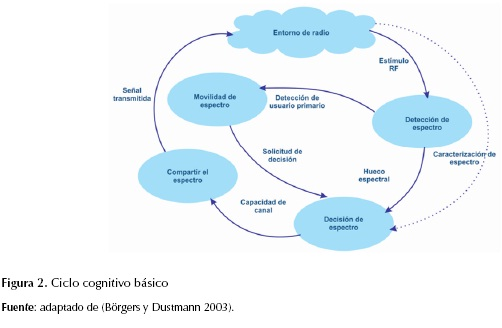 Entorno de radio
Estímulo
RF
Señal
transmitida
Movilidad de
espectro
Detección de
usuario primario
Detección de
espectro
Caracterización de
espectro
Solicitud de
decisión
Hueco
espectral
Compartir el
espectro
Capacidad de
canal
Decisión de
espectro
Figura 2. Ciclo cognitivo básico
Fuente: adaptado de (Börgers y Dustmann 2003).